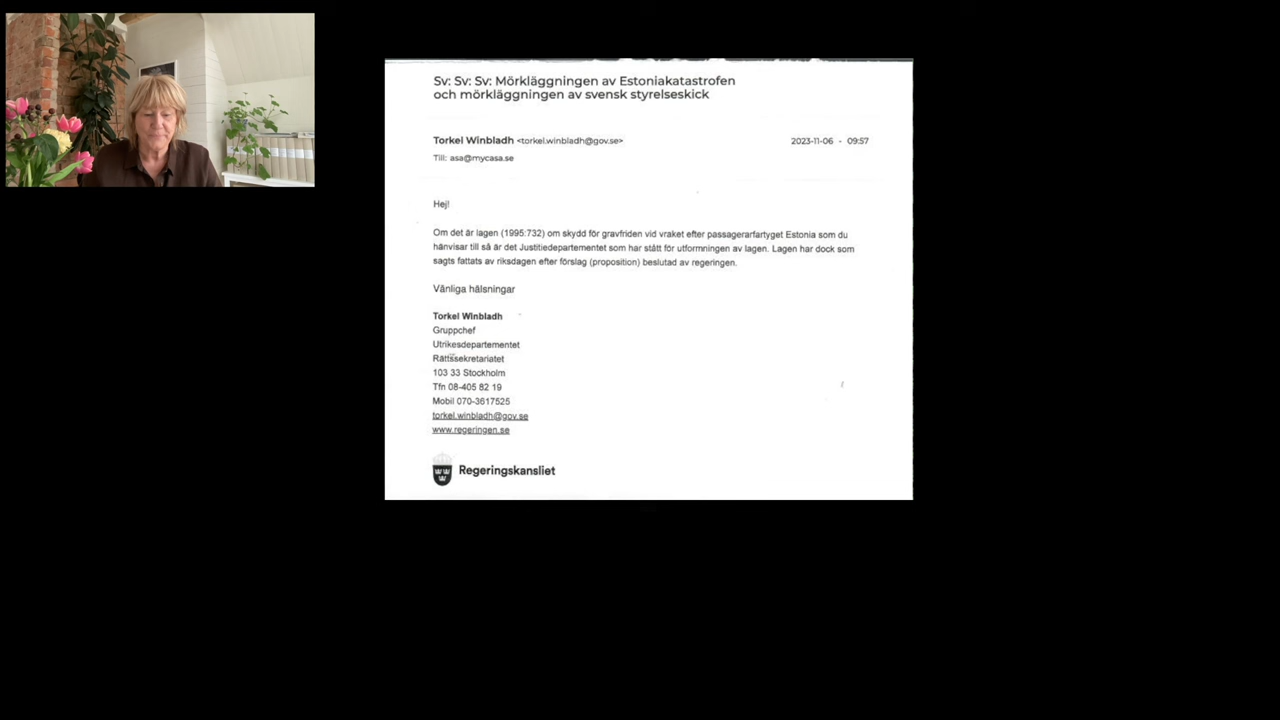 Sv: Sv: Sv: Mörkläggningen av Estoniakatastrofen
och mörkläggningen av svensk styrelseskick
Torkel Winbladh <torkel.winbladh@gov.se> 2023-11-06 - 09:57
Till: asa@mycasa.se
Hej!
Om det är lagen (1995:732) om skydd för gravfriden vid vraket efter passagerarfartyget Estonia som du
hänvisar till så är det Justitiedepartementet som har stått för utformningen av lagen. Lagen har dock som
sagts fattats av riksdagen efter förslag (proposition) beslutad av regeringen.
Vänliga hälsningar
Torkel Winbladh
Gruppchef
Utrikesdepartementet
Rättssekretariatet
103 33 Stockholm
Tfn 08-405 82 19
Mobil 070-3617525
torkel.winbladh@gov.se
www.regeringen.se
Regeringskansliet